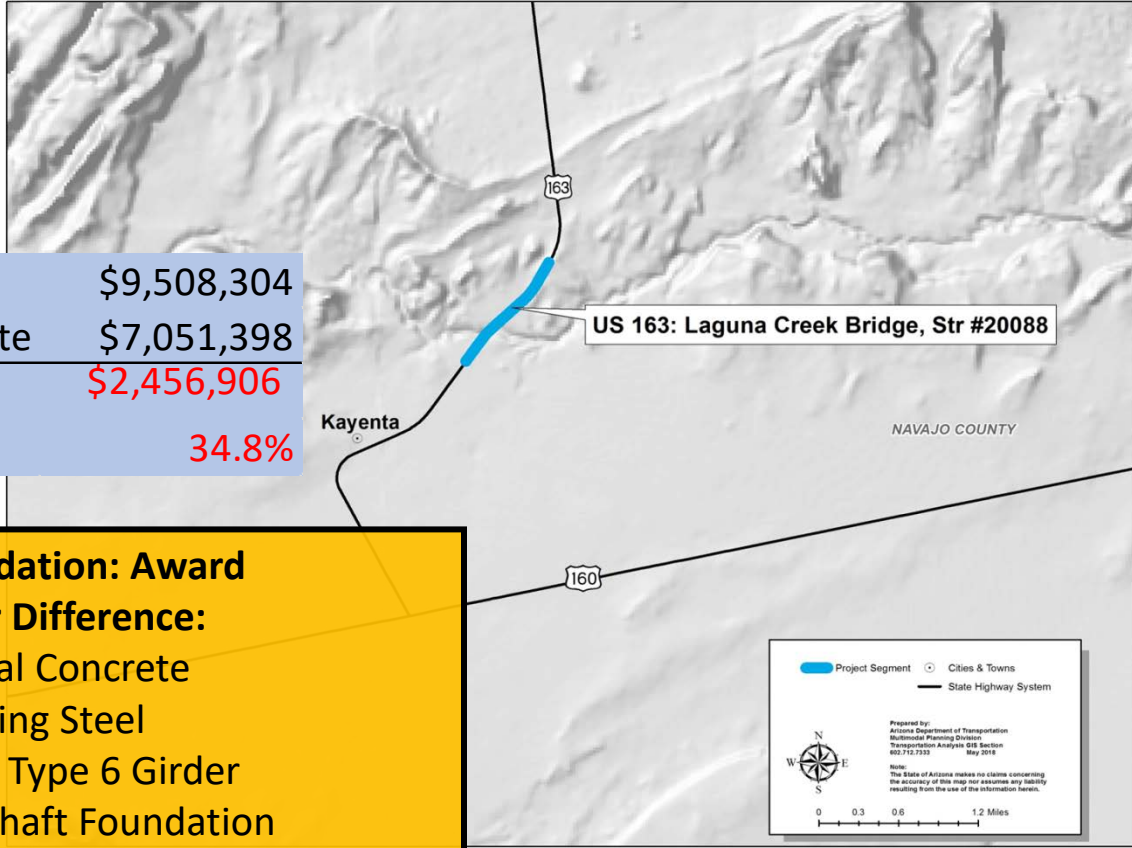 163
$9,508,304
te $7,051,398
$2,456,906
34.8%
US 163: Laguna Creek Bridge, Str #20088
Kayenta
NAVAJO COUNTY
160
dation: Award
r Difference:
al Concrete
ing Steel
Type 6 Girder
haft Foundation
Project Segment Cities & Towns
State Highway System
Prepared by:
Arizona Department of Transportation
Multimodal Planning Division
Transportation Analysis GIS Section
602.712.7333 May 2018
N
W E
S
Note:
The State of Arizona makes no claims concerning
the accuracy of this map nor assumes any liability
resulting from the use of the information herein.
0 0.3 0.6 1.2 Miles